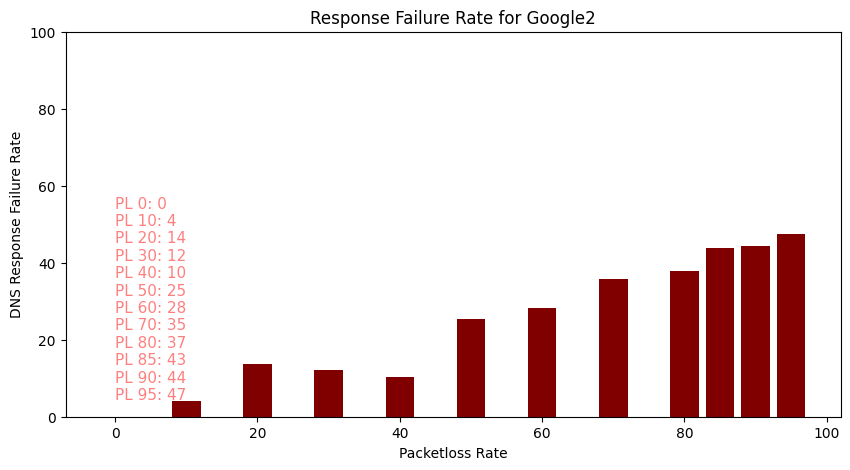 Response Failure Rate for Google2
100
80
60
40
20
0
DNS Response Failure Rate
PL 0: 0
PL 10: 4
PL 20: 14
PL 30: 12
PL 40: 10
PL 50: 25
PL 60: 28
PL 70: 35
PL 80: 37
PL 85: 43
PL 90: 44
PL 95: 47
0 20 40 60 80 100
Packetloss Rate